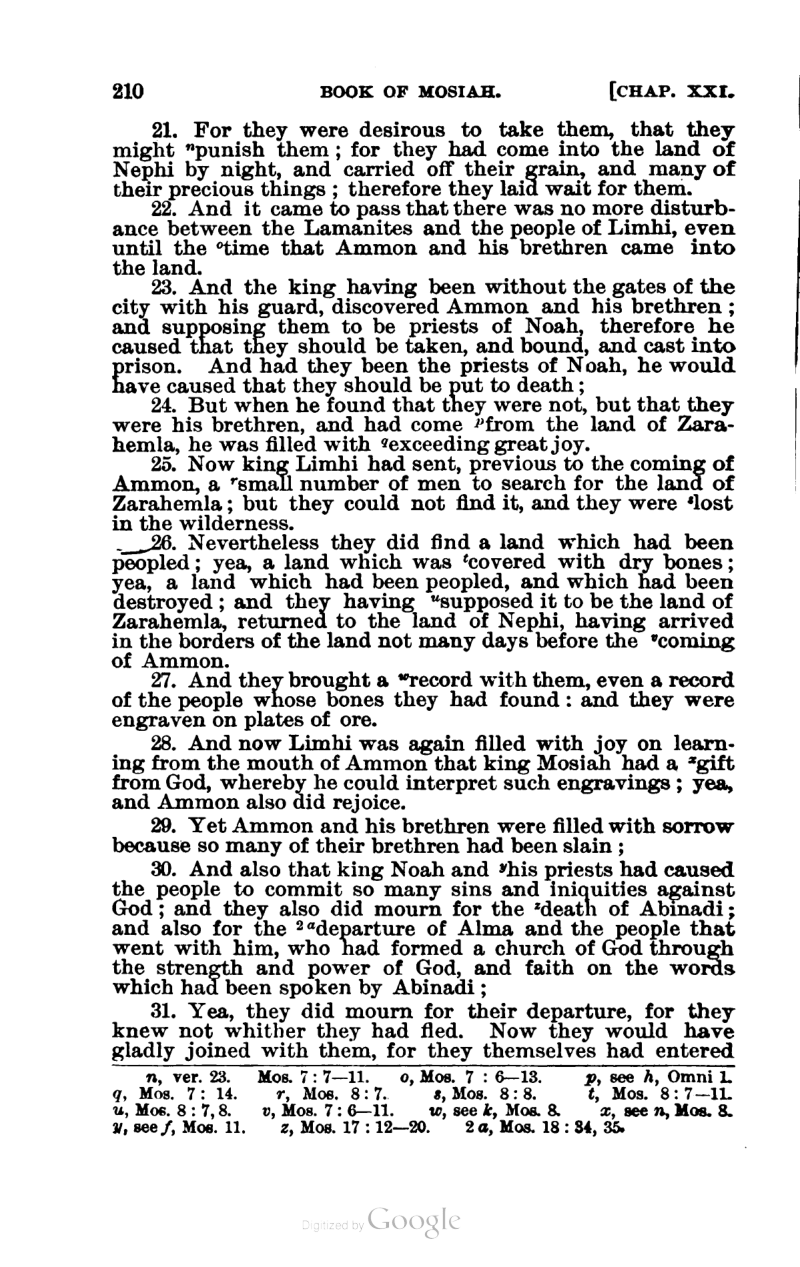 210 BOOK OF MOSIAH. [CHAP. XXI.
21. For they were desirous to take them, that they
might ⁿpunish them ; for they had come into the land of
Nephi by night, and carried off their grain, and many of
their precious things ; therefore they laid wait for them.
22. And it came to pass that there was no more disturb-
ance between the Lamanites and the people of Limhi, even
until the ᵒtime that Ammon and his brethren came into
the land.
23. And the king having been without the gates of the
city with his guard, discovered Ammon and his brethren ;
and supposing them to be priests of Noah, therefore he
caused that they should be taken, and bound, and cast into
prison. And had they been the priests of Noah, he would
have caused that they should be put to death ;
24. But when he found that they were not, but that they
were his brethren, and had come ᵖfrom the land of Zara-
hemla, he was filled with qexceeding great joy.
25. Now king Limhi had sent, previous to the coming of
Ammon, a ʳsmall number of men to search for the land of
Zarahemla ; but they could not find it, and they were ˢlost
in the wilderness.
26. Nevertheless they did find a land which had been
peopled ; yea, a land which was ᵗcovered with dry bones ;
yea, a land which had been peopled, and which had been
destroyed ; and they having ᵘsupposed it to be the land of
Zarahemla, returned to the land of Nephi, having arrived
in the borders of the land not many days before the ᵛcoming
of Ammon.
27. And they brought a ʷrecord with them, even a record
of the people whose bones they had found : and they were
engraven on plates of ore.
28. And now Limhi was again filled with joy on learn-
ing from the mouth of Ammon that king Mosiah had a ˣgift
from God, whereby he could interpret such engravings ; yea,
and Ammon also did rejoice.
29. Yet Ammon and his brethren were filled with sorrow
because so many of their brethren had been slain ;
30. And also that king Noah and ʸhis priests had caused
the people to commit so many sins and iniquities against
God ; and they also did mourn for the ᶻdeath of Abinadi ;
and also for the ²ᵃdeparture of Alma and the people that
went with him, who had formed a church of God through
the strength and power of God, and faith on the words
which had been spoken by Abinadi ;
31. Yea, they did mourn for their departure, for they
knew not whither they had fled. Now they would have
gladly joined with them, for they themselves had entered
n, ver. 23. Mos. 7 : 7—11. o, Mos. 7 : 6—13. p, see h, Omni 1.
q, Mos. 7 : 14. r, Mos. 8 : 7. s, Mos. 8 : 8. t, Mos. 8 : 7—11.
u, Mos. 8 : 7, 8. v, Mos. 7 : 6—11. w, see k, Mos. 8. x, see n, Mos. 8.
y, see f, Mos. 11. z, Mos. 17 : 12—20. 2 a, Mos. 18 : 34, 35.
Digitized by Google